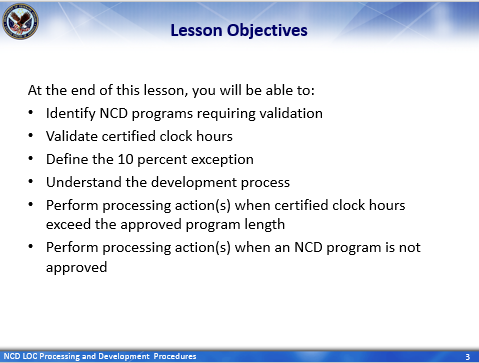 Lesson Objectives
At the end of this lesson, you will be able to:
• Identify NCD programs requiring validation
• Validate certified clock hours
• Define the 10 percent exception
• Understand the development process
• Perform processing action(s) when certified clock hours
exceed the approved program length
• Perform processing action(s) when an NCD program is not
approved
NCD LOC Processing and Development Procedures
3